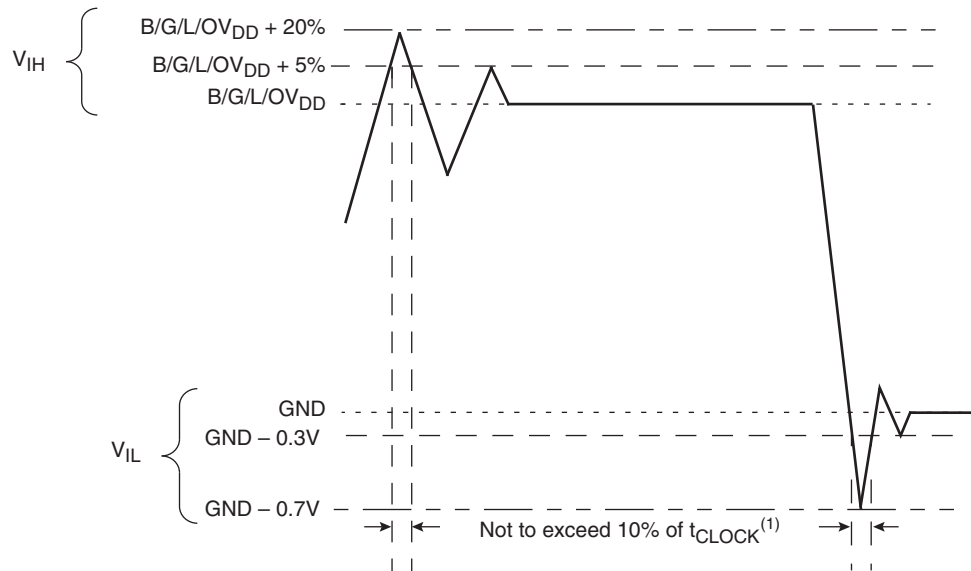 B/G/L/OVDD + 20%
VIH
B/G/L/OVDD + 5%
B/G/L/OVDD
GND
GND – 0.3V
VIL
GND – 0.7V
Not to exceed 10% of tCLOCK(1)